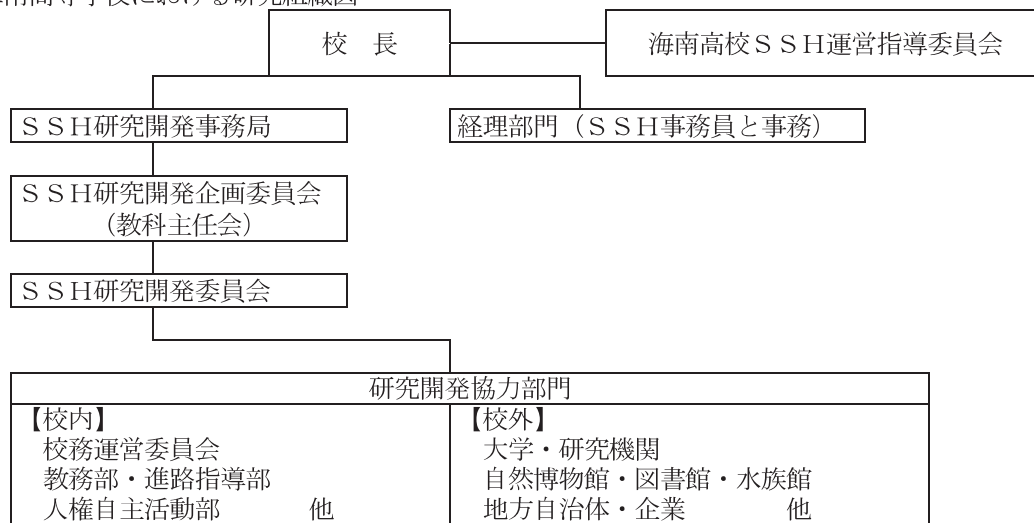 校　長
海南高校ＳＳＨ運営指導委員会
ＳＳＨ研究開発事務局
経理部門（ＳＳＨ事務員と事務）
ＳＳＨ研究開発企画委員会
（教科主任会）
ＳＳＨ研究開発委員会
研究開発協力部門
【校内】
校務運営委員会
教務部・進路指導部
人権自主活動部　　　他
【校外】
大学・研究機関
自然博物館・図書館・水族館
地方自治体・企業　　　他